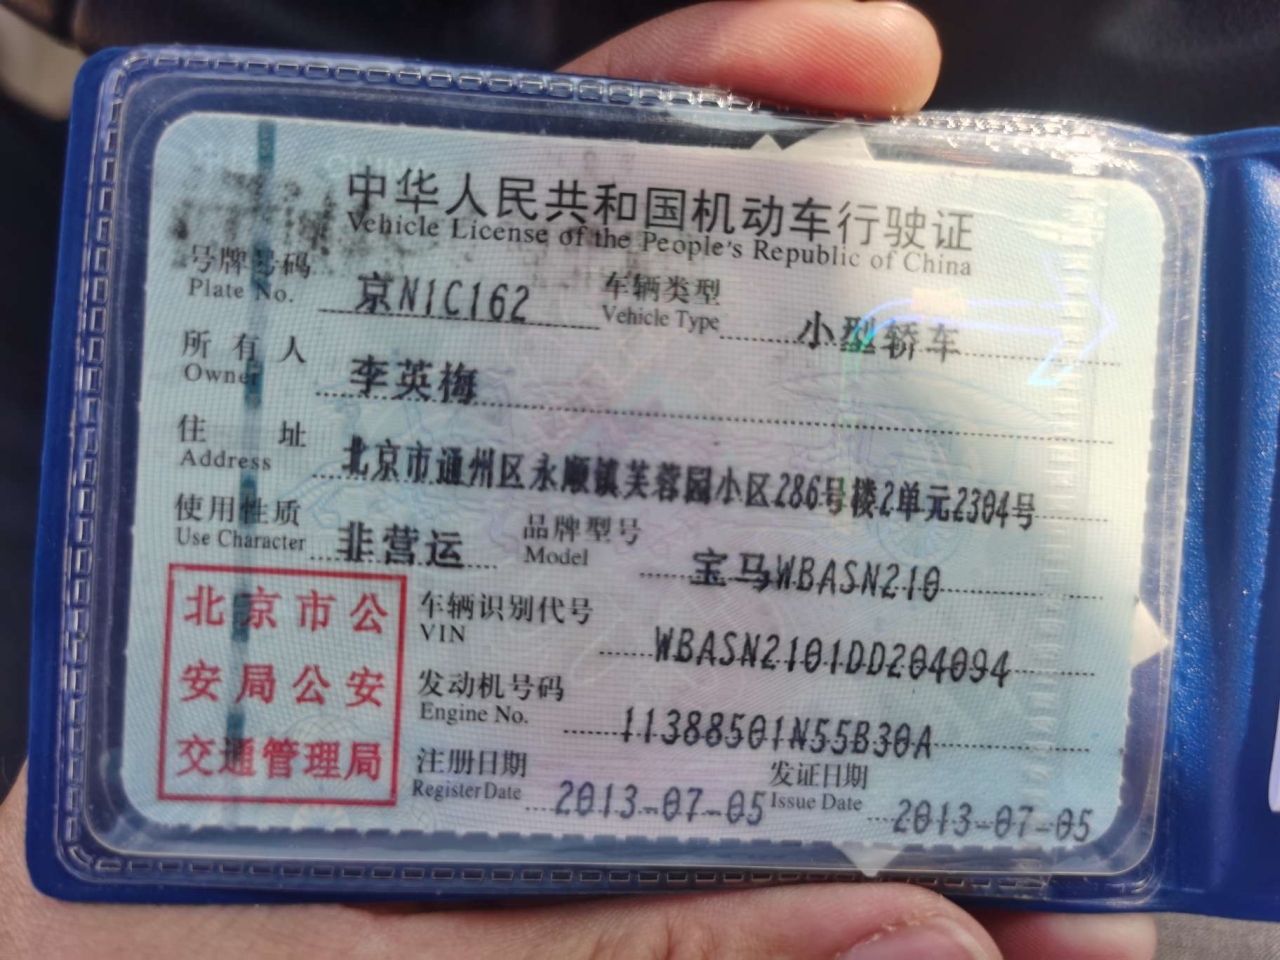 中华人民共和国机动车行驶证
Vehicle License of the People's Republic of China
号牌号码 京N1C162 车辆类型 小型轿车
Plate No. Vehicle Type
所有人 李英梅
Owner
住址 北京市通州区永顺镇芙蓉园小区286号楼2单元2304号
Address
使用性质 非营运 品牌型号 宝马WBASN210
Use Character Model
北京市公
安局公安
交通管理局
车辆识别代号 WBASN2101DD204094
VIN
发动机号码 11388501N55B30A
Engine No.
注册日期 2013-07-05 发证日期 2013-07-05
Register Date Issue Date